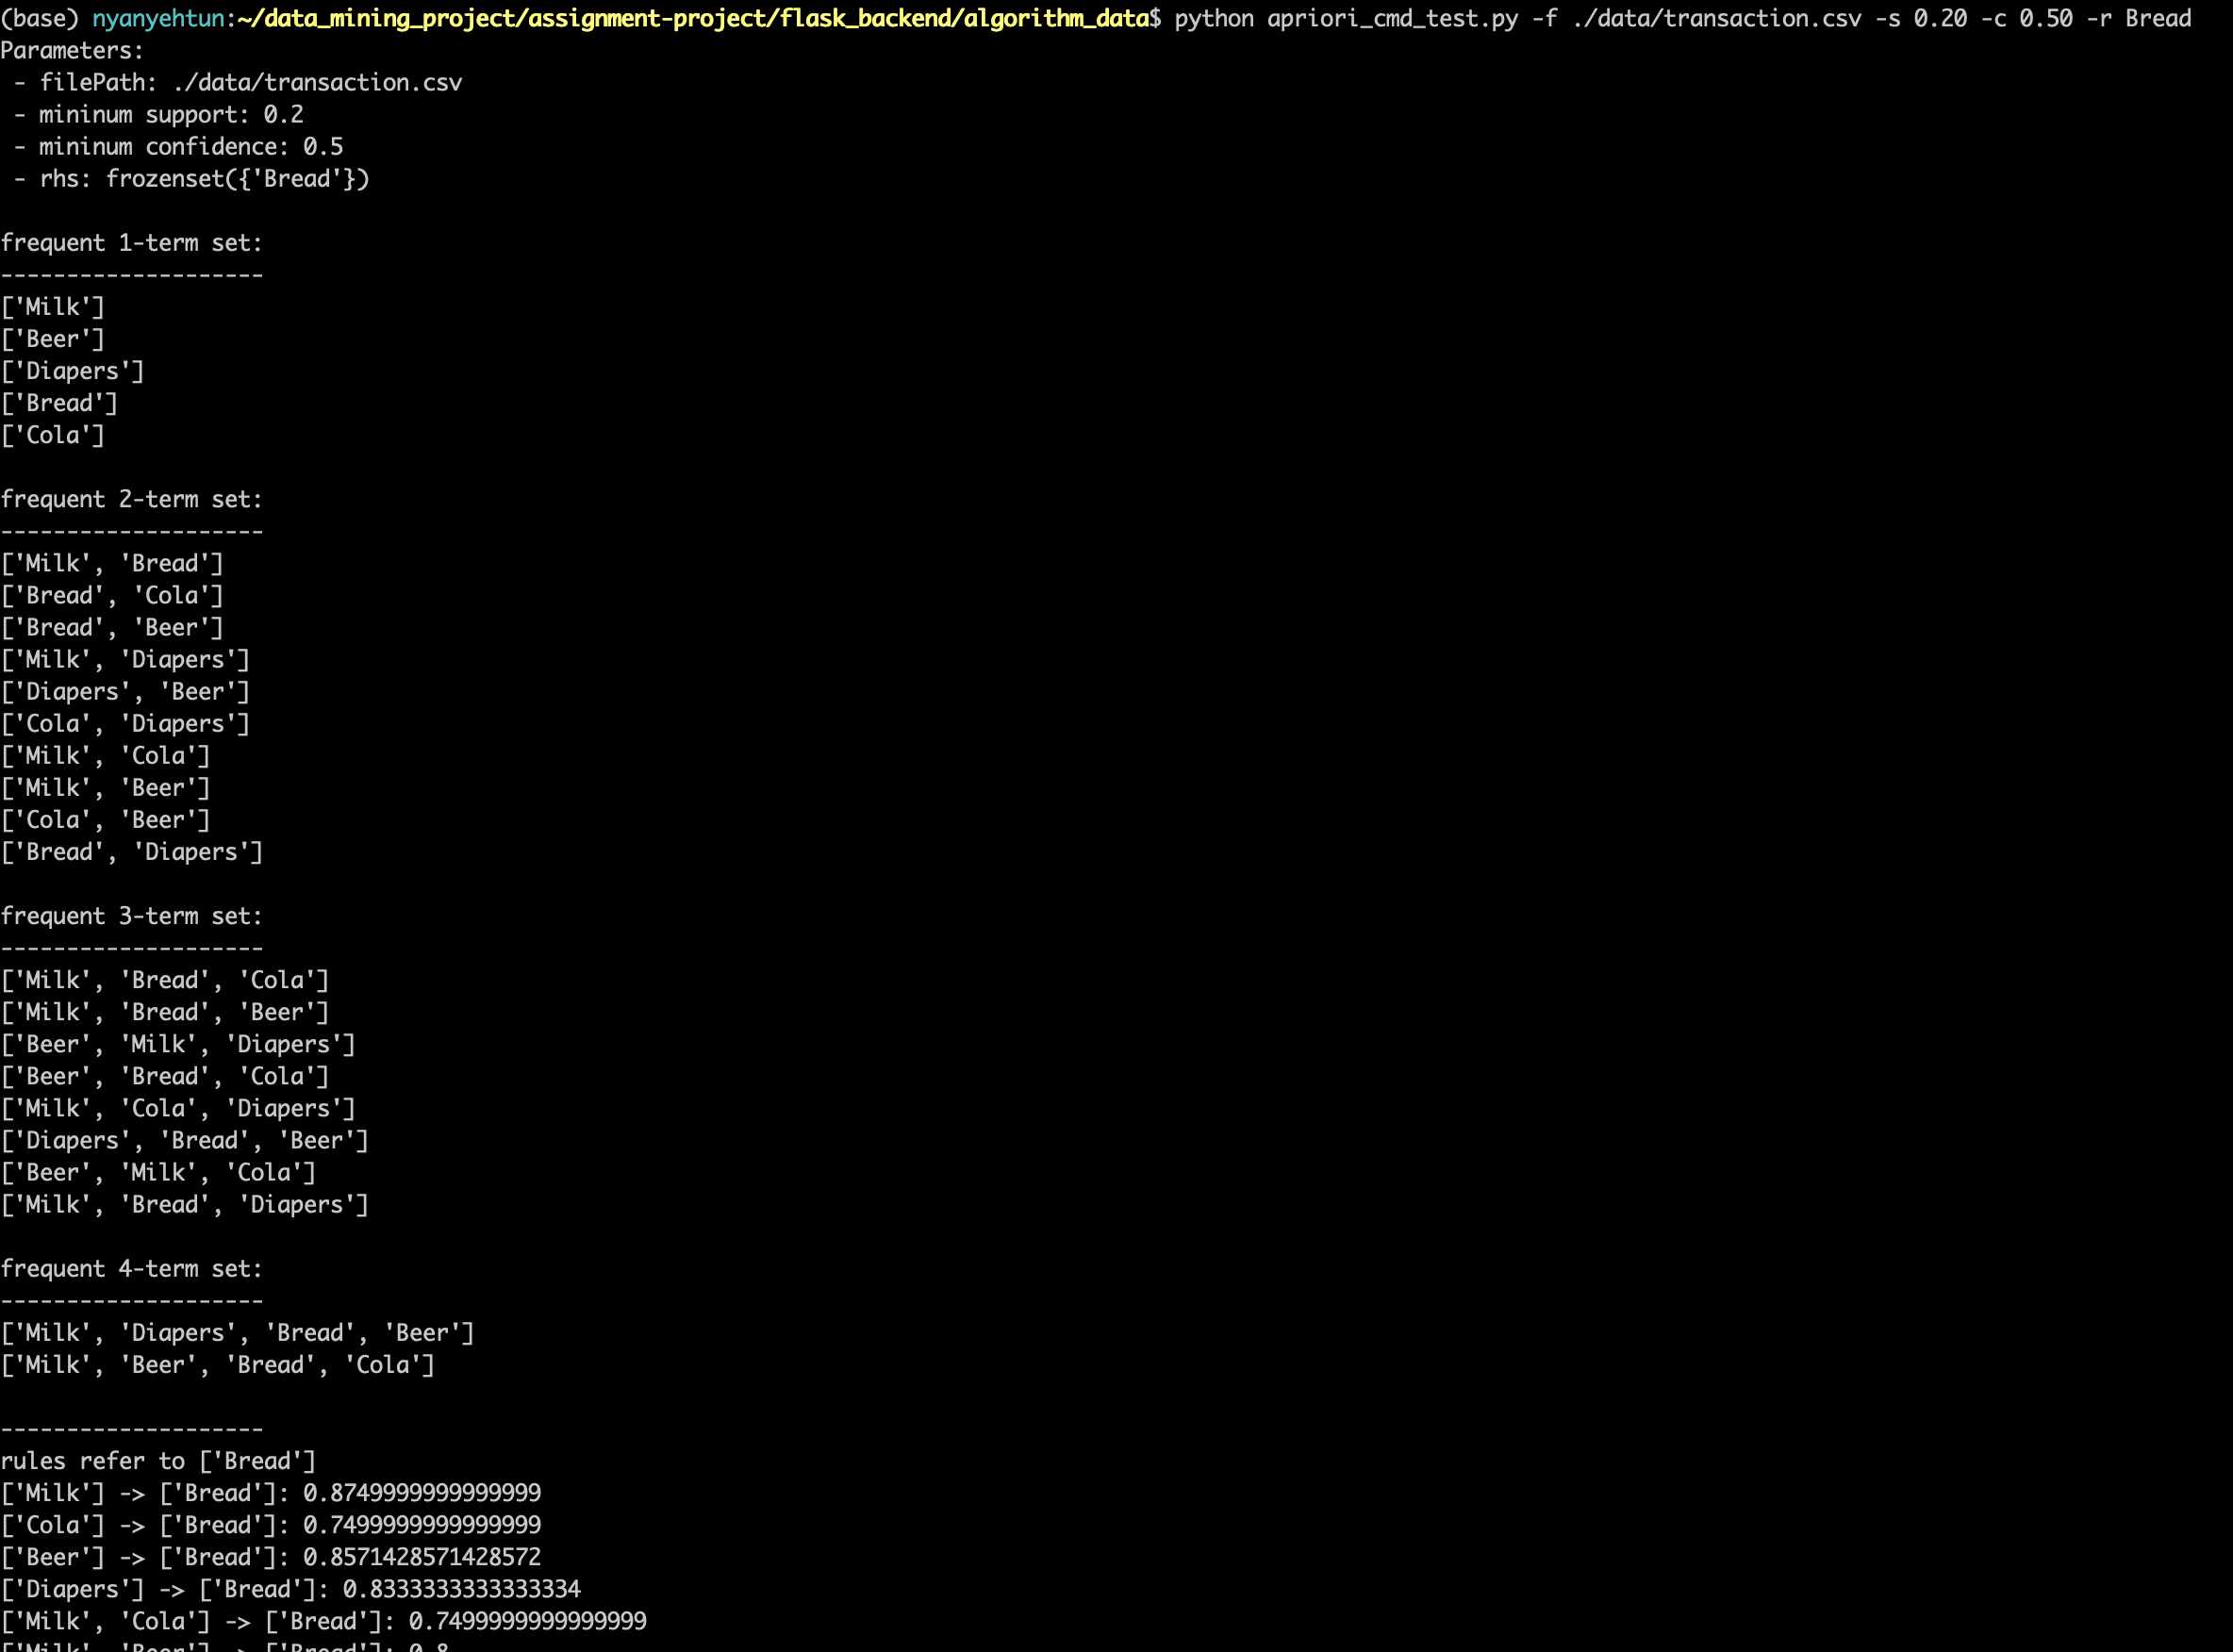 (base) nyanyehtun:~/data_mining_project/assignment-project/flask_backend/algorithm_data$ python apriori_cmd_test.py -f ./data/transaction.csv -s 0.20 -c 0.50 -r Bread
Parameters:
 - filePath: ./data/transaction.csv
 - mininum support: 0.2
 - mininum confidence: 0.5
 - rhs: frozenset({'Bread'})
frequent 1-term set:
--------------------
['Milk']
['Beer']
['Diapers']
['Bread']
['Cola']
frequent 2-term set:
--------------------
['Milk', 'Bread']
['Bread', 'Cola']
['Bread', 'Beer']
['Milk', 'Diapers']
['Diapers', 'Beer']
['Cola', 'Diapers']
['Milk', 'Cola']
['Milk', 'Beer']
['Cola', 'Beer']
['Bread', 'Diapers']
frequent 3-term set:
--------------------
['Milk', 'Bread', 'Cola']
['Milk', 'Bread', 'Beer']
['Beer', 'Milk', 'Diapers']
['Beer', 'Bread', 'Cola']
['Milk', 'Cola', 'Diapers']
['Diapers', 'Bread', 'Beer']
['Beer', 'Milk', 'Cola']
['Milk', 'Bread', 'Diapers']
frequent 4-term set:
--------------------
['Milk', 'Diapers', 'Bread', 'Beer']
['Milk', 'Beer', 'Bread', 'Cola']
--------------------
rules refer to ['Bread']
['Milk'] -> ['Bread']: 0.8749999999999999
['Cola'] -> ['Bread']: 0.7499999999999999
['Beer'] -> ['Bread']: 0.8571428571428572
['Diapers'] -> ['Bread']: 0.8333333333333334
['Milk', 'Cola'] -> ['Bread']: 0.7499999999999999
['Milk', 'Beer'] -> ['Bread']: 0.8